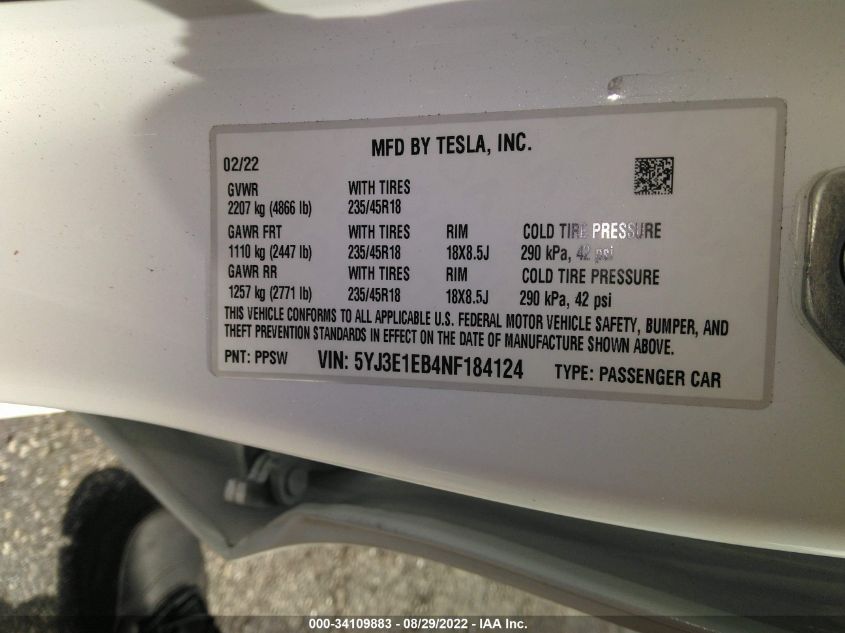 MFD BY TESLA, INC.
02/22
GVWR WITH TIRES
2207 kg (4866 lb) 235/45R18
GAWR FRT WITH TIRES RIM COLD TIRE PRESSURE
1110 kg (2447 lb) 235/45R18 18X8.5J 290 kPa, 42 psi
GAWR RR WITH TIRES RIM COLD TIRE PRESSURE
1257 kg (2771 lb) 235/45R18 18X8.5J 290 kPa, 42 psi
THIS VEHICLE CONFORMS TO ALL APPLICABLE U.S. FEDERAL MOTOR VEHICLE SAFETY, BUMPER, AND
THEFT PREVENTION STANDARDS IN EFFECT ON THE DATE OF MANUFACTURE SHOWN ABOVE.
PNT: PPSW VIN: 5YJ3E1EB4NF184124 TYPE: PASSENGER CAR
000-34109883 - 08/29/2022 - IAA Inc.